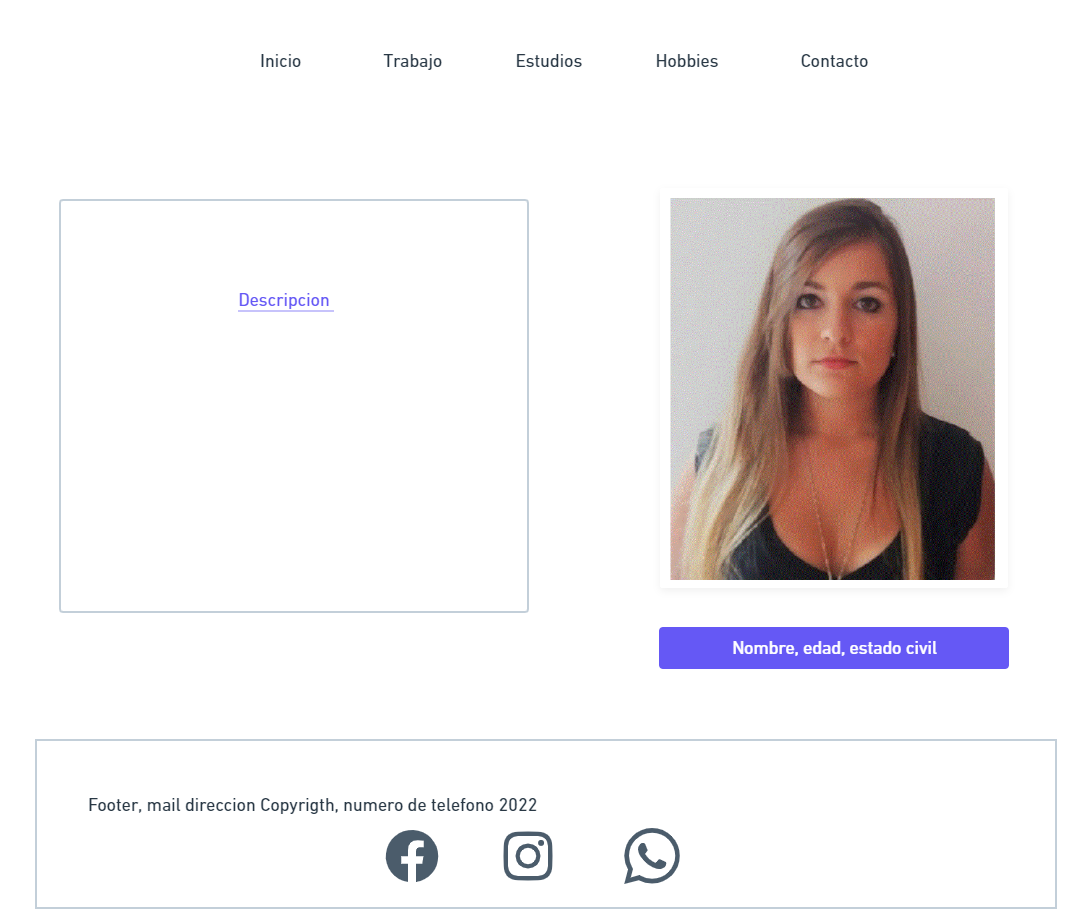 Inicio Trabajo Estudios Hobbies Contacto
Descripcion
Nombre, edad, estado civil
Footer, mail direccion Copyrigth, numero de telefono 2022